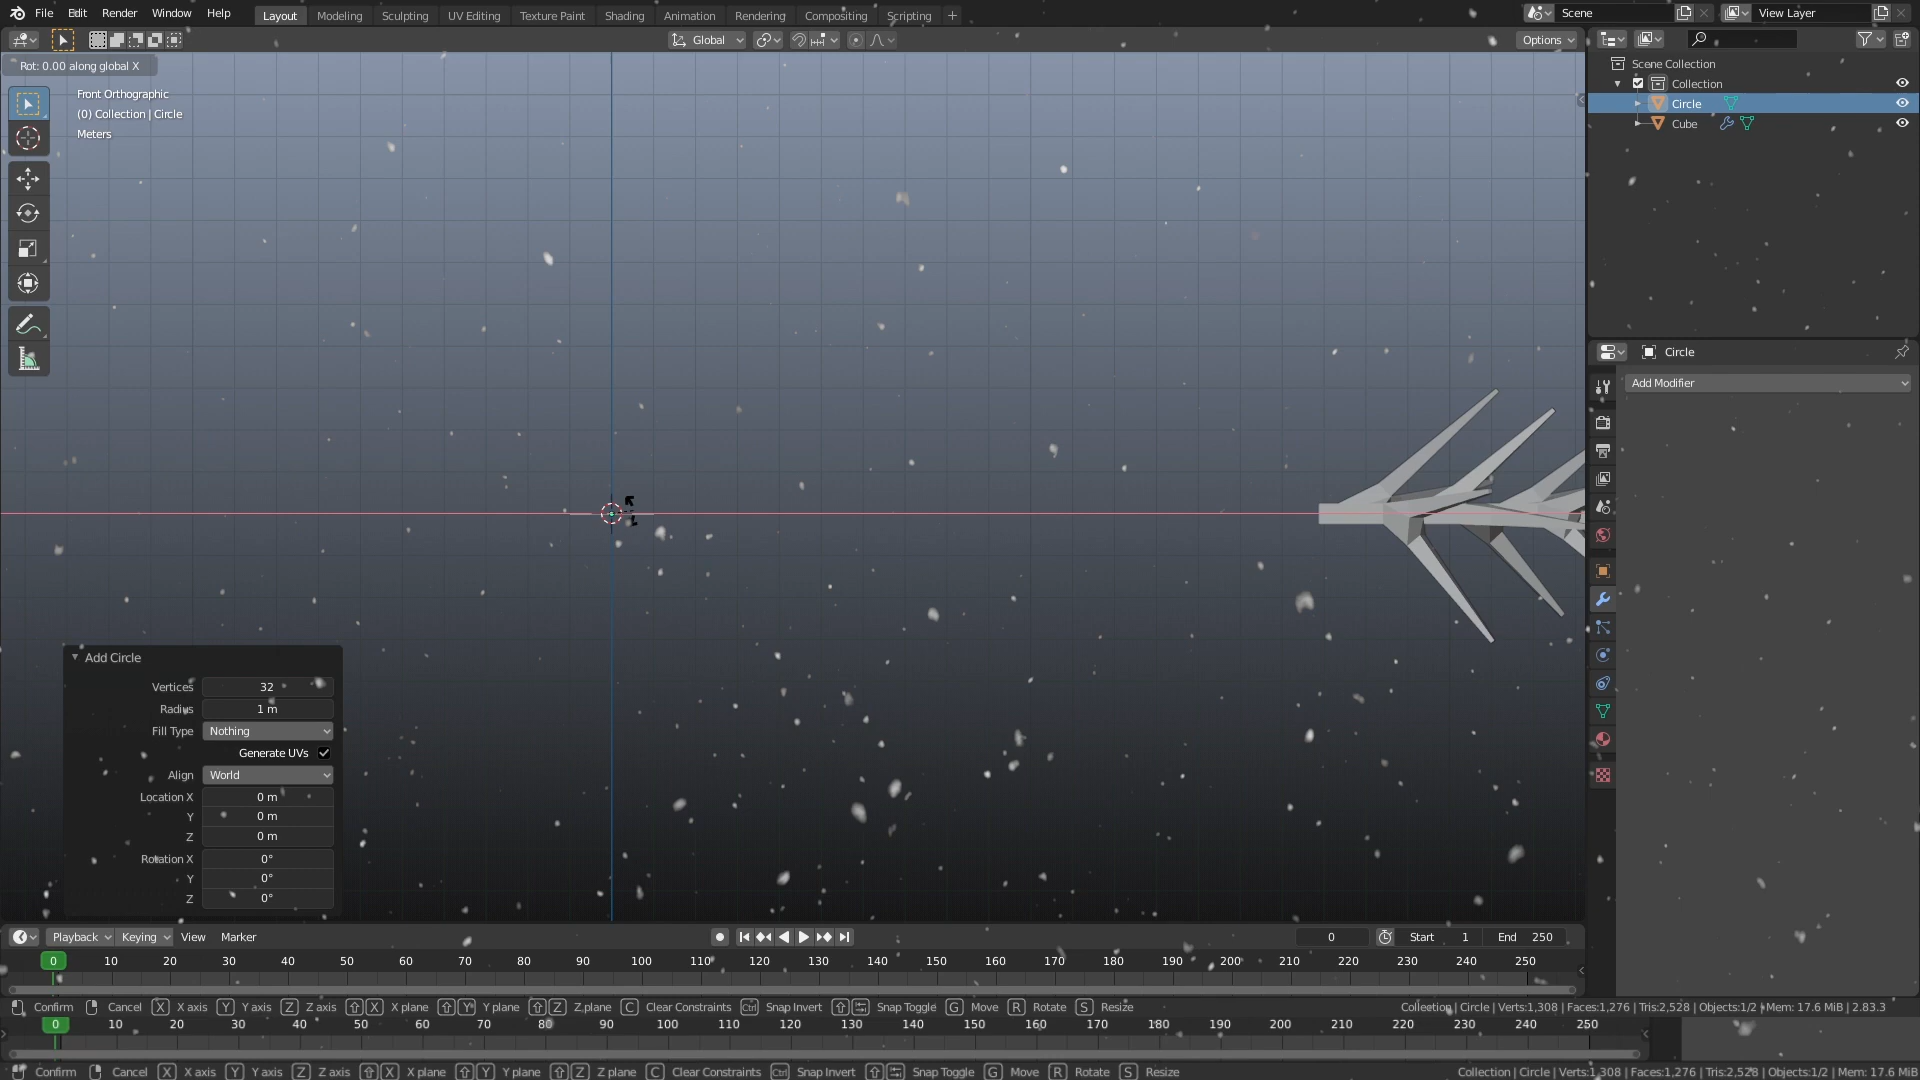 File Edit Render Window Help Layout Modeling Sculpting UV Editing Texture Paint Shading Animation Rendering Compositing Scripting + Scene View Layer
Global Options
Rot: 0.00 along global X
Front Orthographic
(0) Collection | Circle
Meters
Scene Collection
Collection
Circle
Cube
Circle
Add Modifier
Add Circle
Vertices 32
Radius 1 m
Fill Type Nothing
Generate UVs
Align World
Location X 0 m
Y 0 m
Z 0 m
Rotation X 0°
Y 0°
Z 0°
Playback Keying View Marker 0 Start 1 End 250
0 10 20 30 40 50 60 70 80 90 100 110 120 130 140 150 160 170 180 190 200 210 220 230 240 250
Confirm Cancel X X axis Y Y axis Z Z axis X X plane Y Y plane Z Z plane C Clear Constraints Ctrl Snap Invert Snap Toggle G Move R Rotate S Resize Collection | Circle | Verts:1,308 | Faces:1,276 | Tris:2,528 | Objects:1/2 | Mem: 17.6 MiB | 2.83.3
0 10 20 30 40 50 60 70 80 90 100 110 120 130 140 150 160 170 180 190 200 210 220 230 240 250
Confirm Cancel X X axis Y Y axis Z Z axis X X plane Y Y plane Z Z plane C Clear Constraints Ctrl Snap Invert Snap Toggle G Move R Rotate S Resize Collection | Circle | Verts:1,308 | Faces:1,276 | Tris:2,528 | Objects:1/2 | Mem: 17.6 MiB